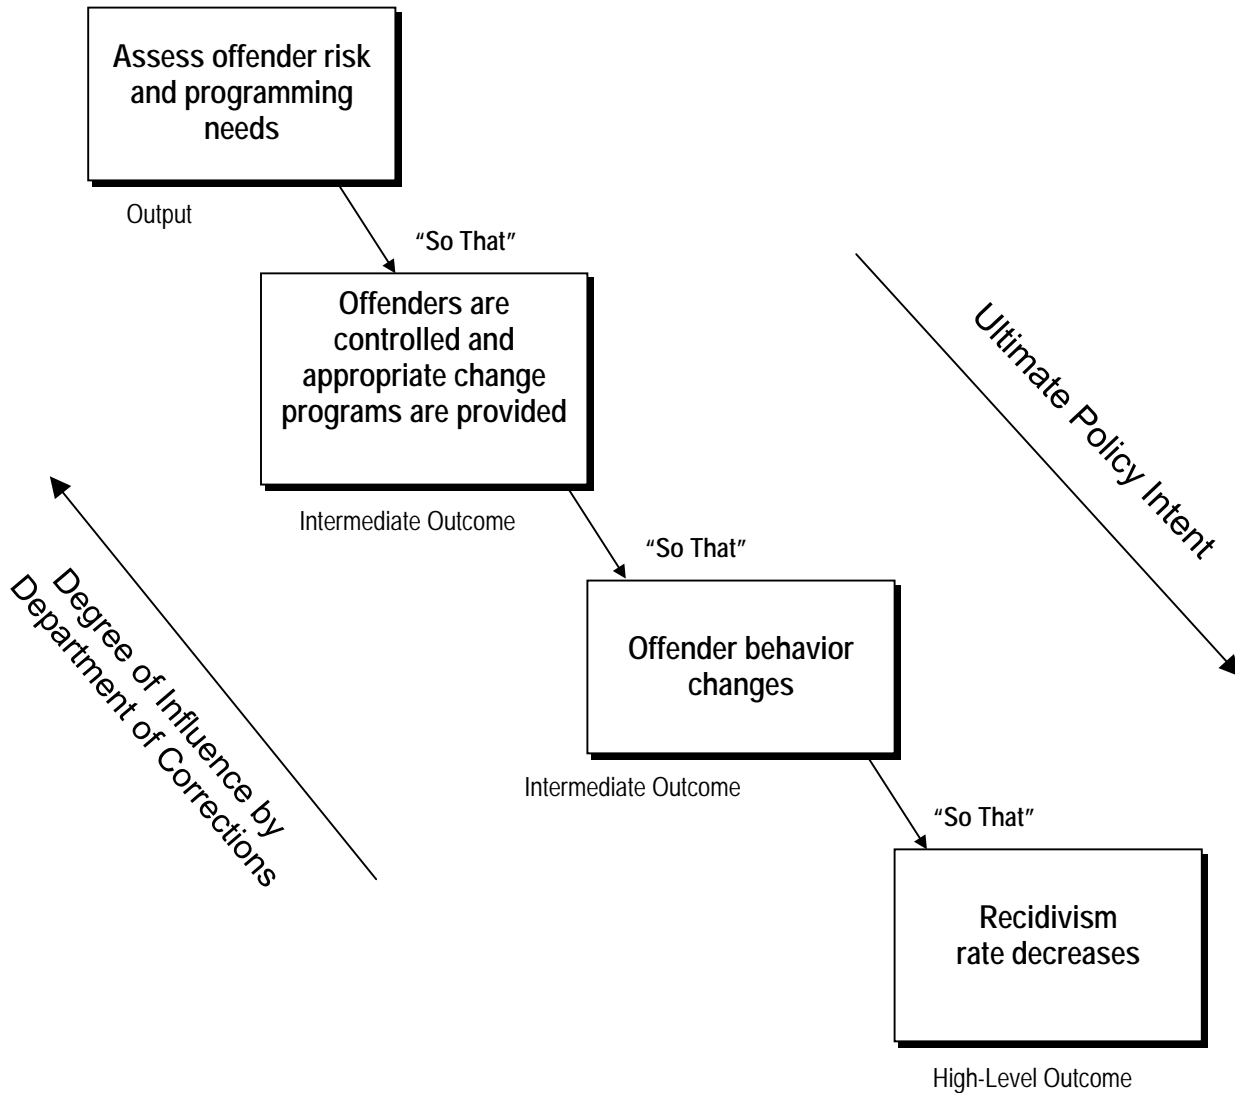 Assess offender risk
and programming
needs
Output
“So That”
Offenders are
controlled and
appropriate change
programs are provided
Intermediate Outcome
Ultimate Policy Intent
“So That”
Degree of Influence by
Department of Corrections
Offender behavior
changes
Intermediate Outcome
“So That”
Recidivism
rate decreases
High-Level Outcome